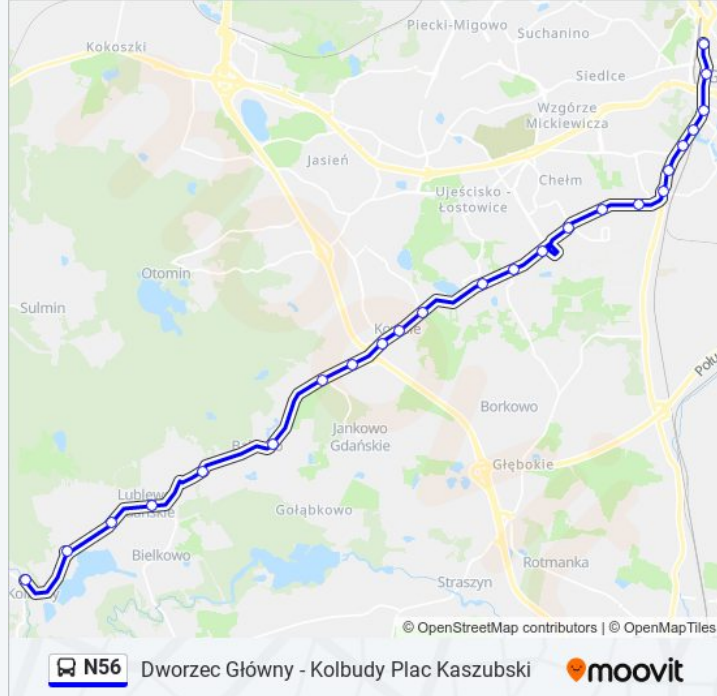 Piecki-Migowo
Suchanino
Kokoszki
Siedlce
Wzgórze
Mickiewicza
Jasień
Chełm
Ujeścisko -
Łostowice
Otomin
Sulmin
Borkowo
Jankowo
Gdańskie
Głębokie
Gołąbkowo
Bielkowo
Rotmanka
Straszyn
© OpenStreetMap contributors | © OpenMapTiles
N56 Dworzec Główny - Kolbudy Plac Kaszubski moovit